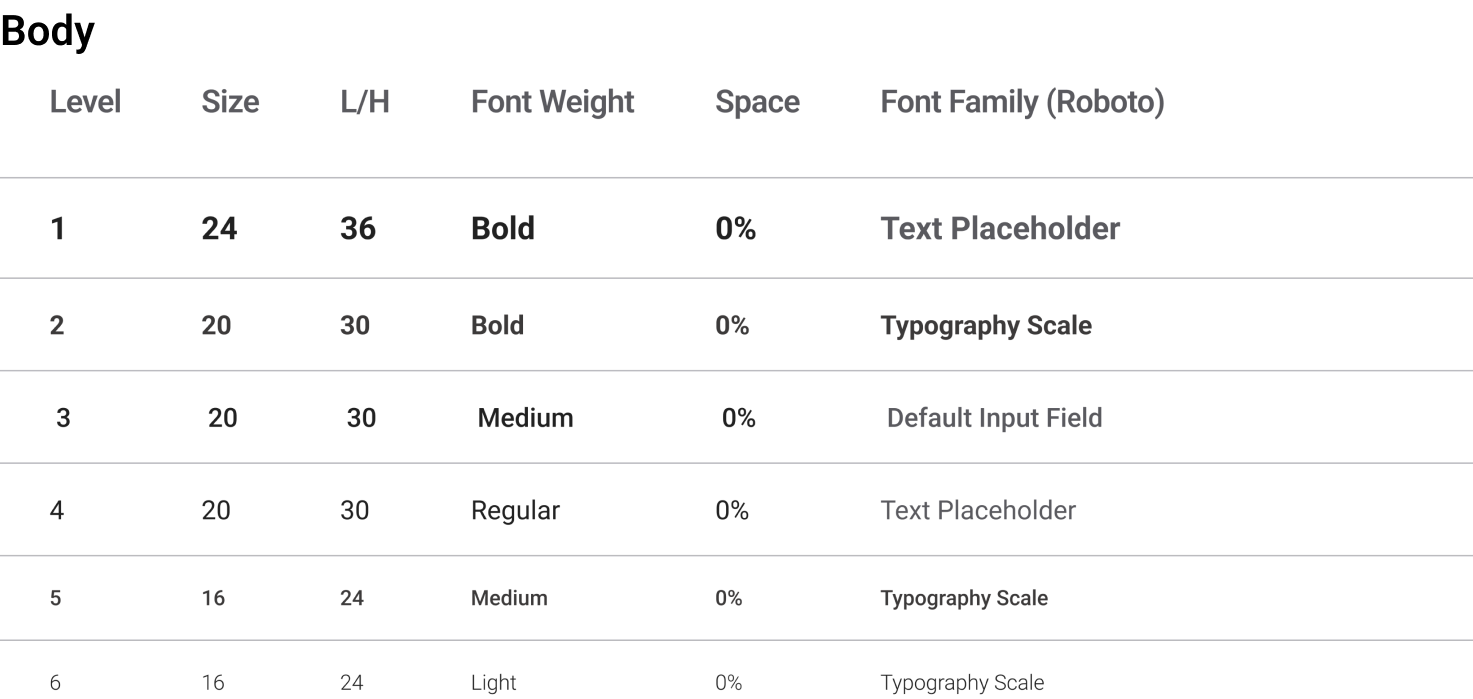 Body
Level Size L/H Font Weight Space Font Family (Roboto)
1 24 36 Bold 0% Text Placeholder
2 20 30 Bold 0% Typography Scale
3 20 30 Medium 0% Default Input Field
4 20 30 Regular 0% Text Placeholder
5 16 24 Medium 0% Typography Scale
6 16 24 Light 0% Typography Scale